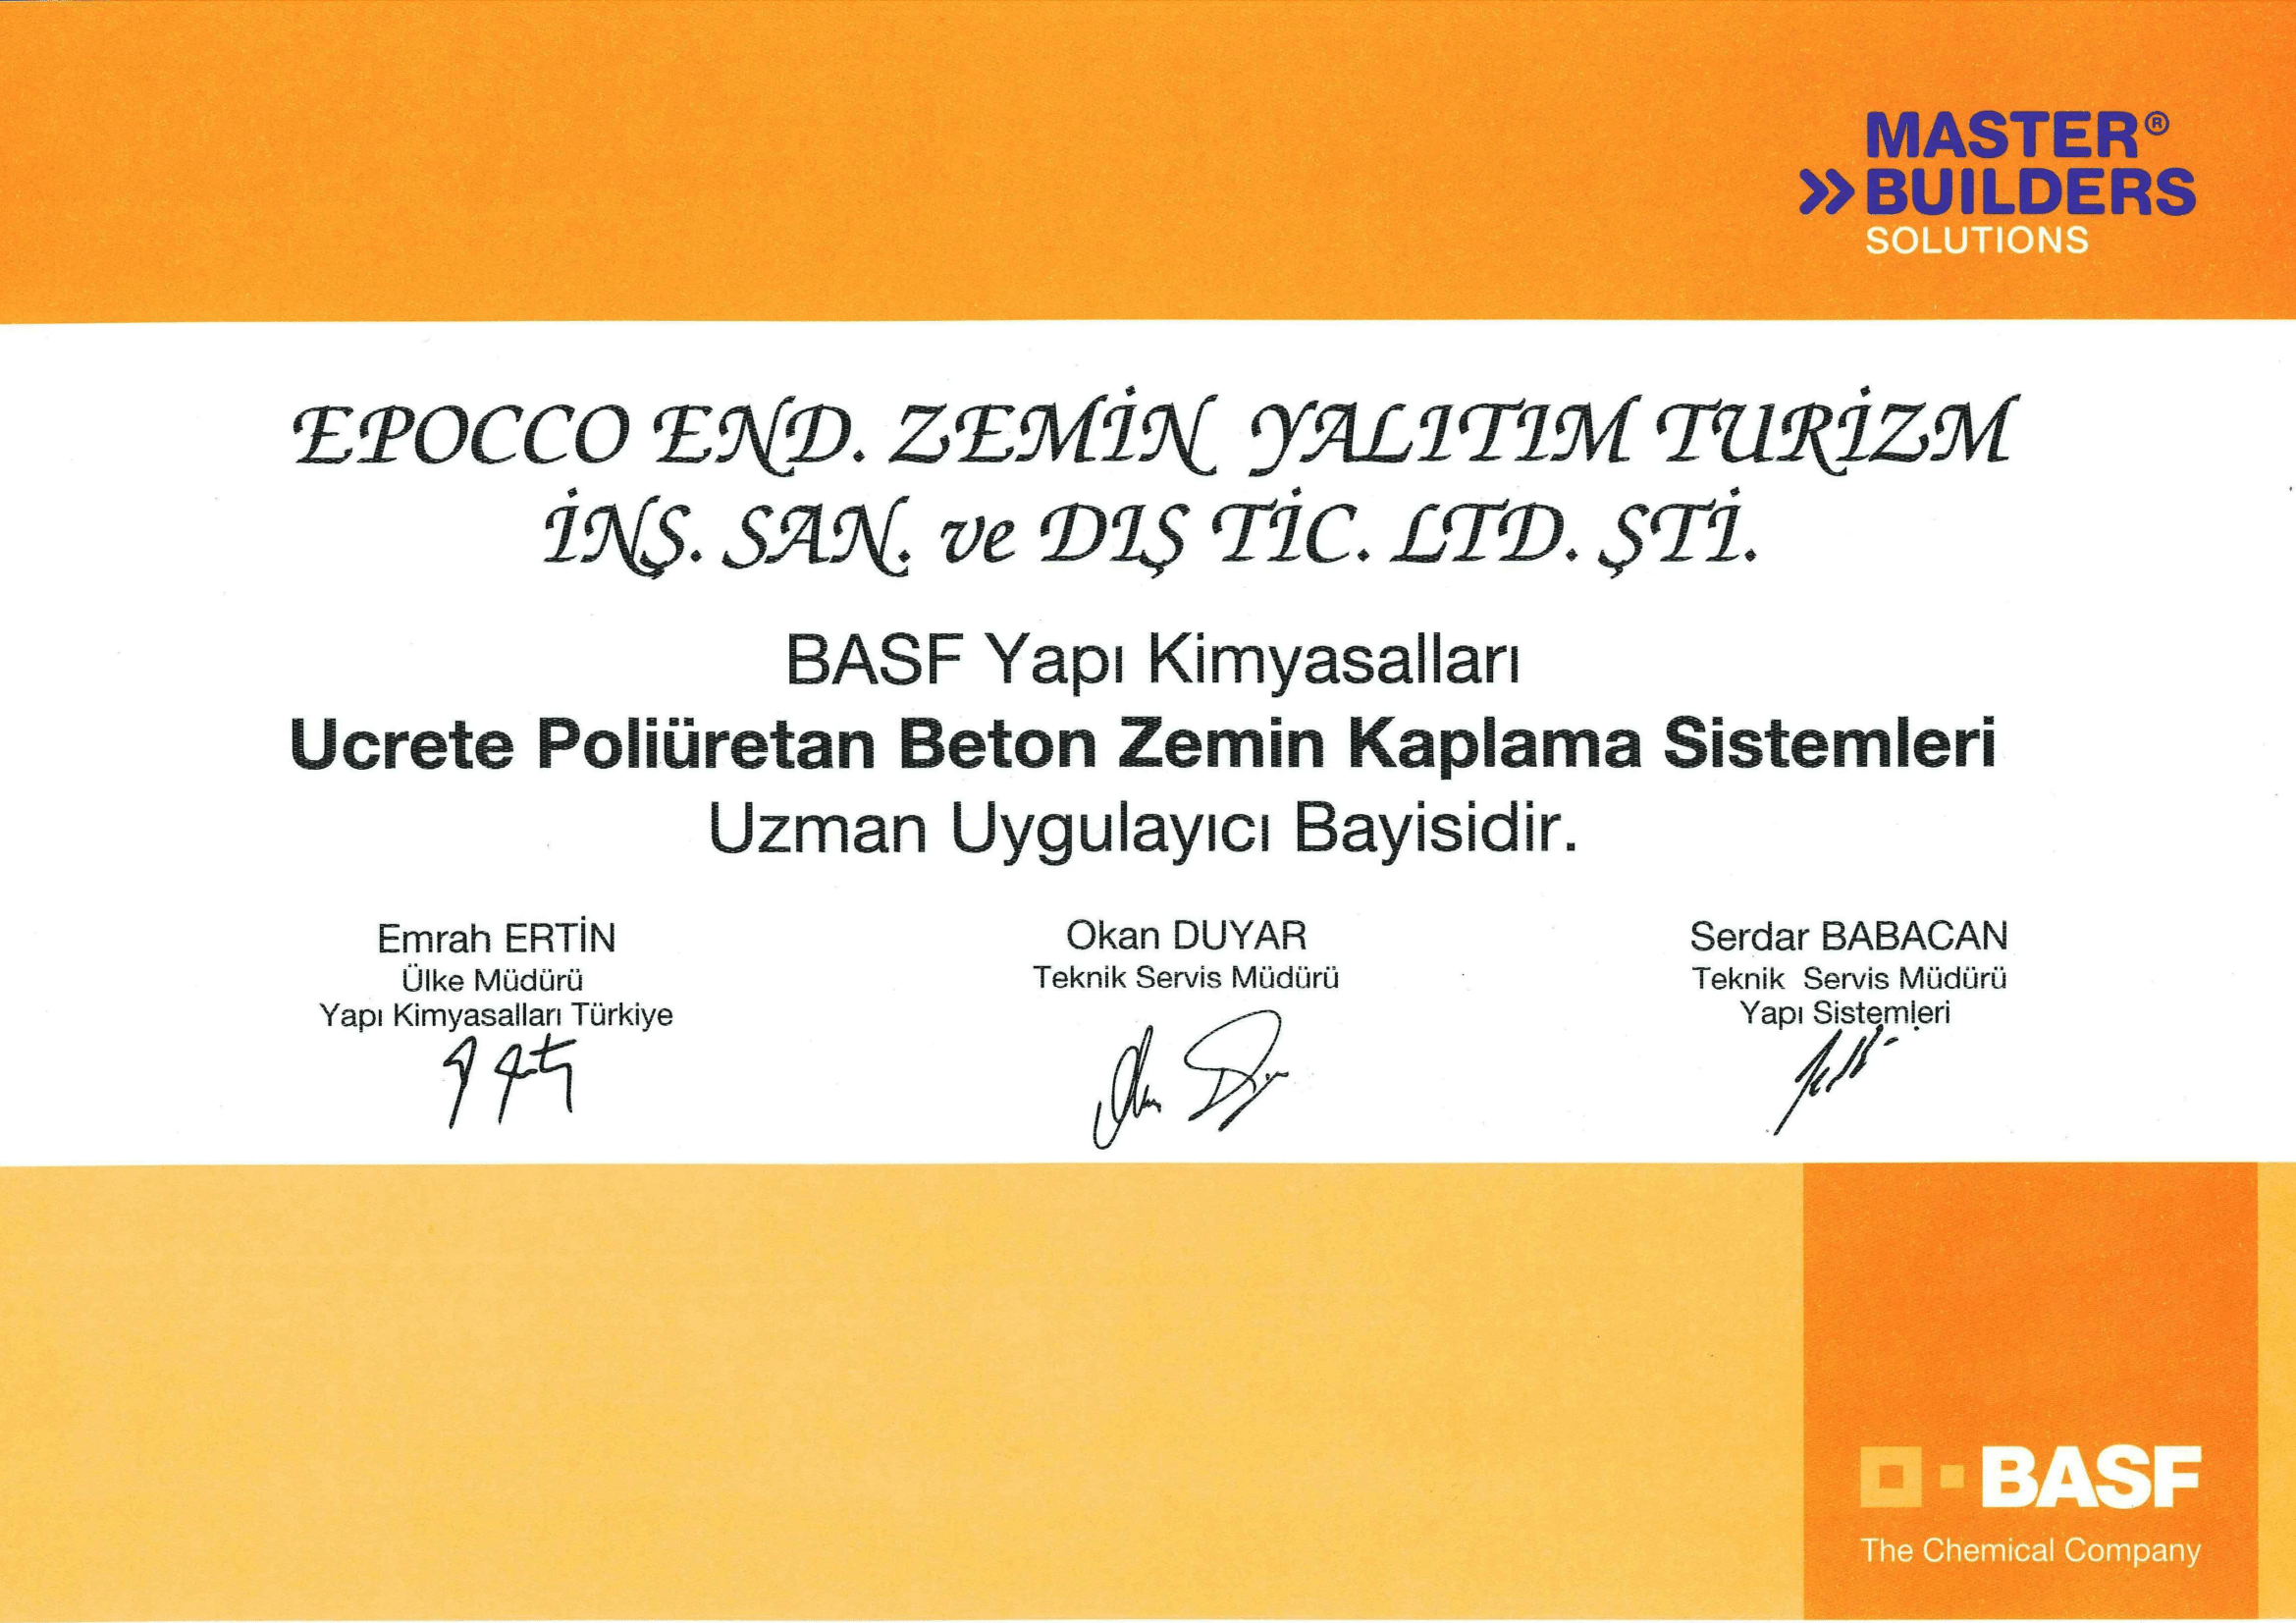 MASTER®
»BUILDERS
SOLUTIONS
EPOCCO END. ZEMİN YALITIM TURİZM
İNŞ. SAN. ve DIŞ TİC. LTD. ŞTİ.
BASF Yapı Kimyasalları
Ucrete Poliüretan Beton Zemin Kaplama Sistemleri
Uzman Uygulayıcı Bayisidir.
Emrah ERTİN
Ülke Müdürü
Yapı Kimyasalları Türkiye
Okan DUYAR
Teknik Servis Müdürü
Serdar BABACAN
Teknik Servis Müdürü
Yapı Sistemleri
BASF
The Chemical Company